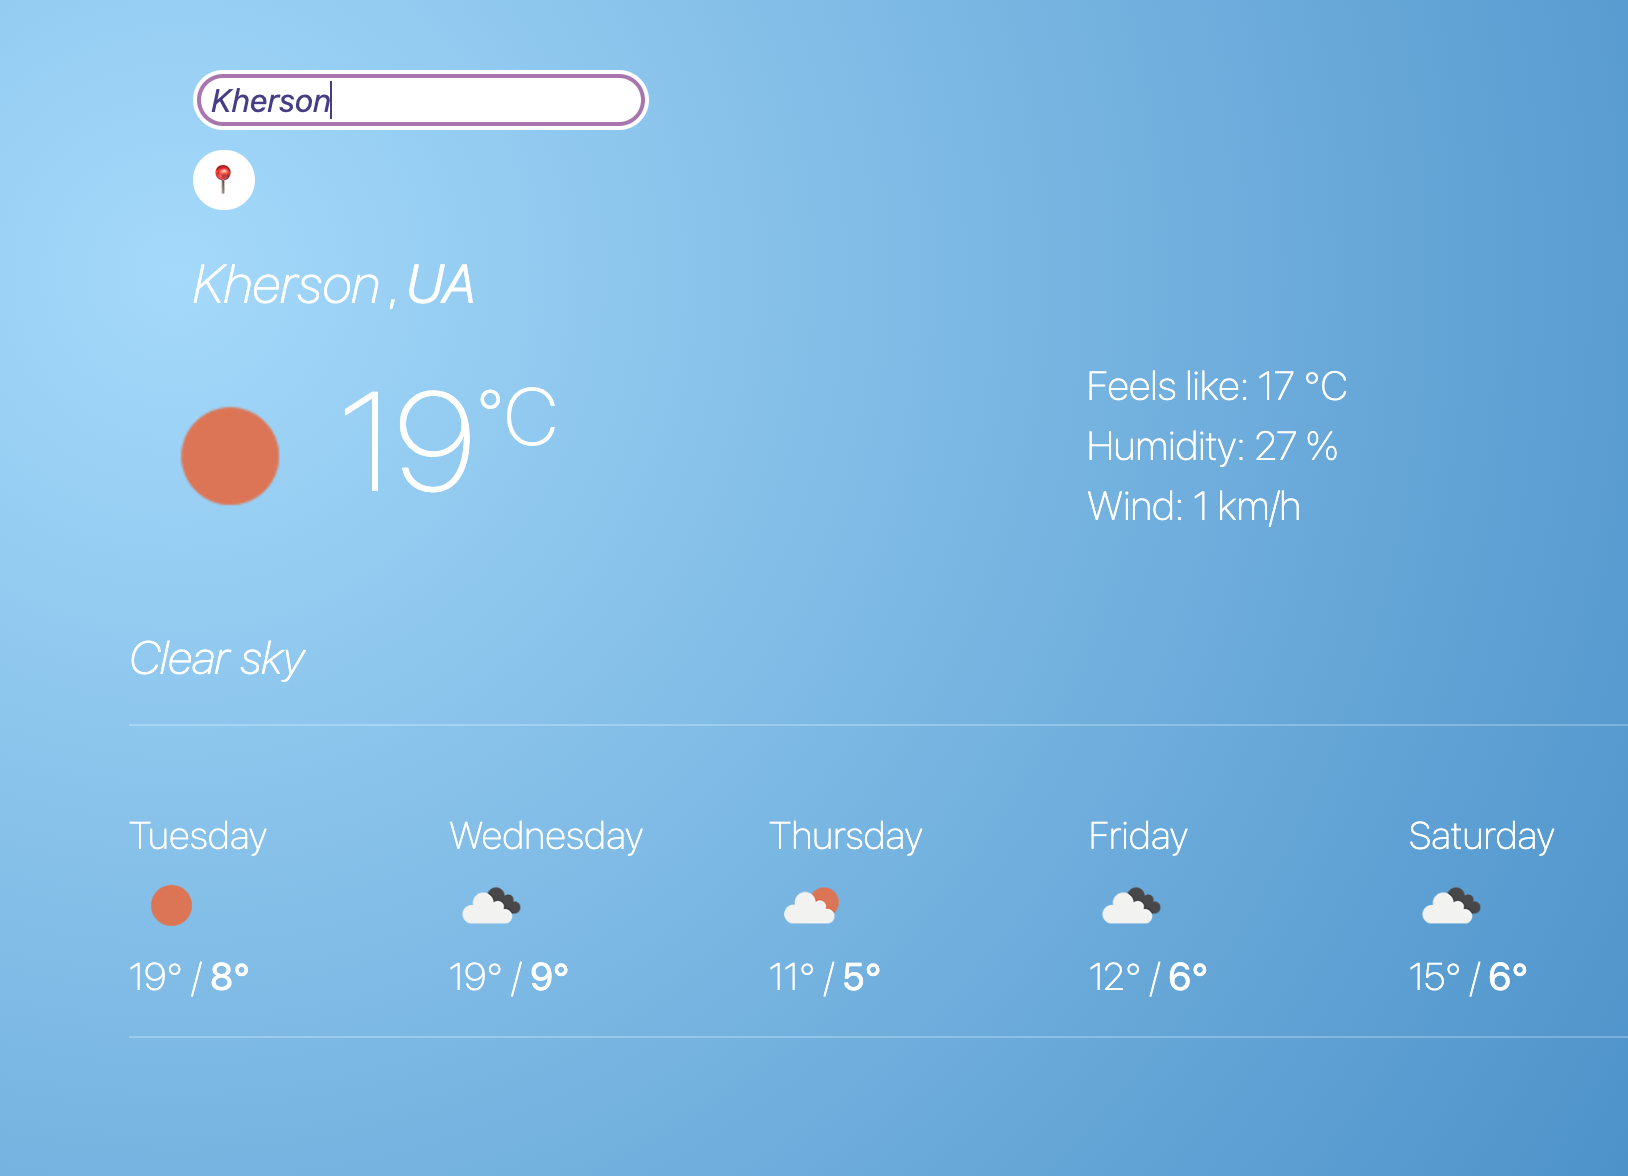 Kherson
Kherson , UA
19°C
Feels like: 17 °C
Humidity: 27 %
Wind: 1 km/h
Clear sky
Tuesday Wednesday Thursday Friday Saturday
19° / 8° 19° / 9° 11° / 5° 12° / 6° 15° / 6°